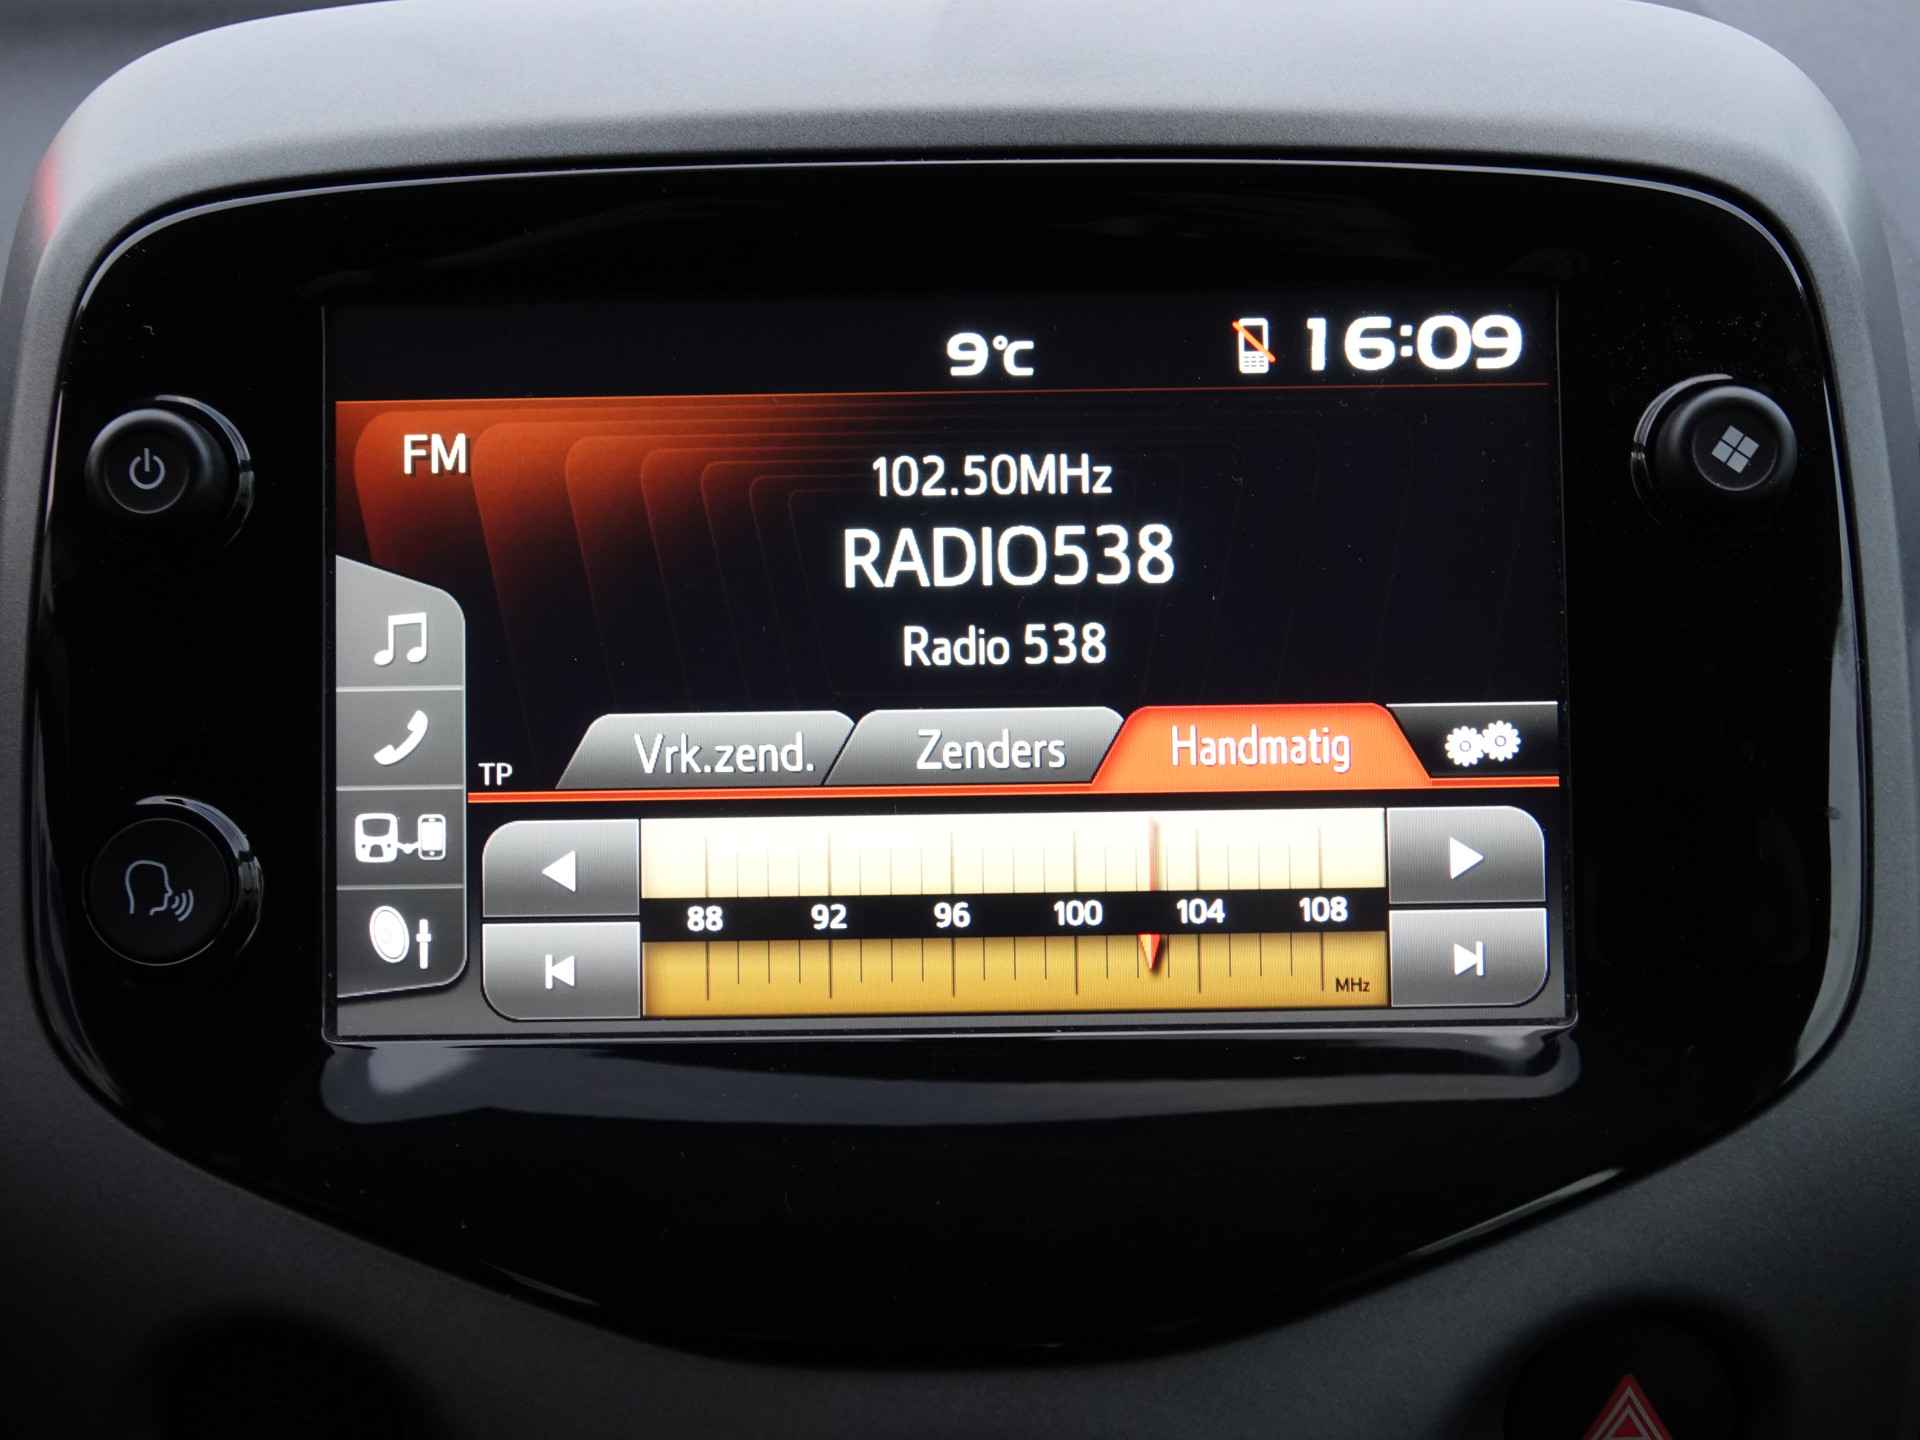 9°C 16:09
FM
102.50MHz
RADIO538
Radio 538
TP Vrk.zend. Zenders Handmatig
88 92 96 100 104 108
MHz